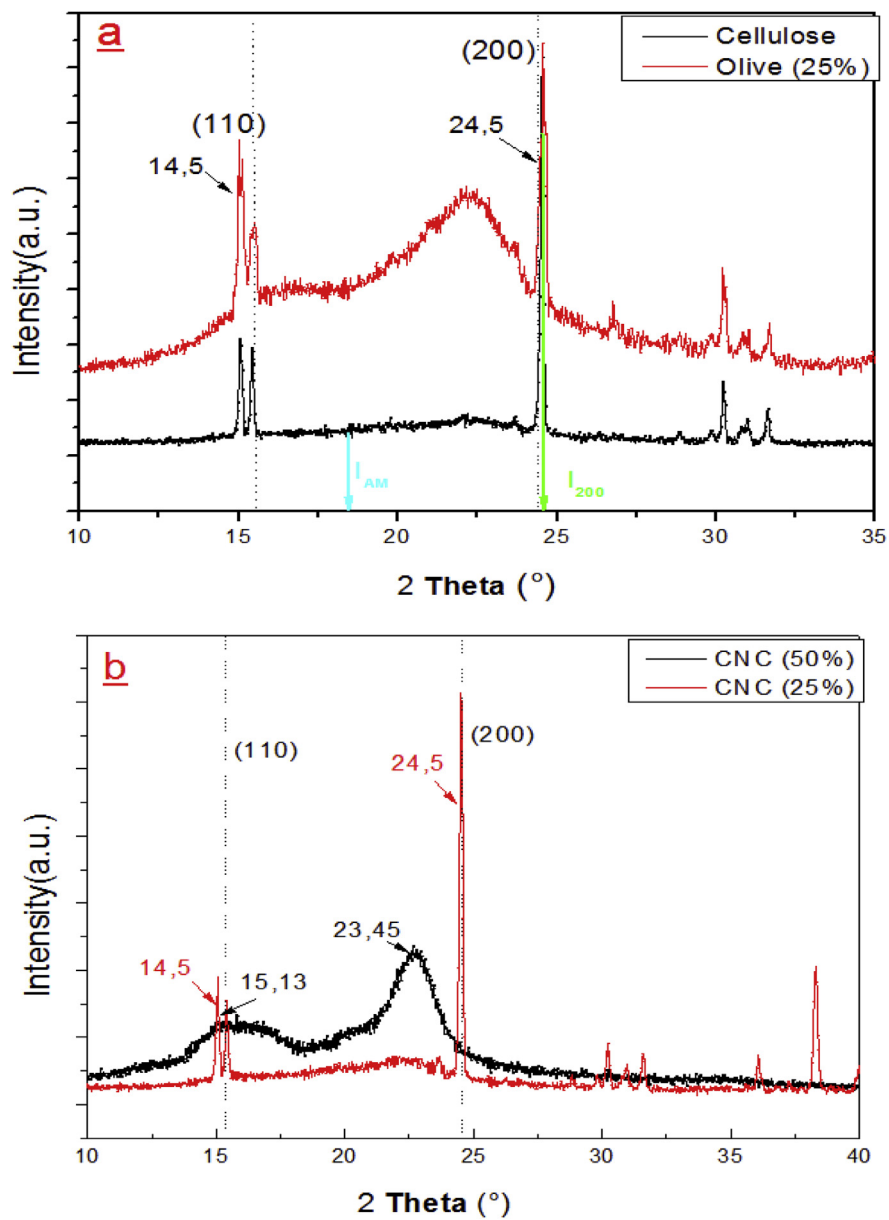 a
Cellulose
Olive (25%)
(200)
(110)
24,5
14,5
Intensity(a.u.)
I AM
I 200
10 15 20 25 30 35
2 Theta (°)
b
CNC (50%)
CNC (25%)
(110)
(200)
24,5
23,45
14,5
15,13
Intensity(a.u.)
10 15 20 25 30 35 40
2 Theta (°)